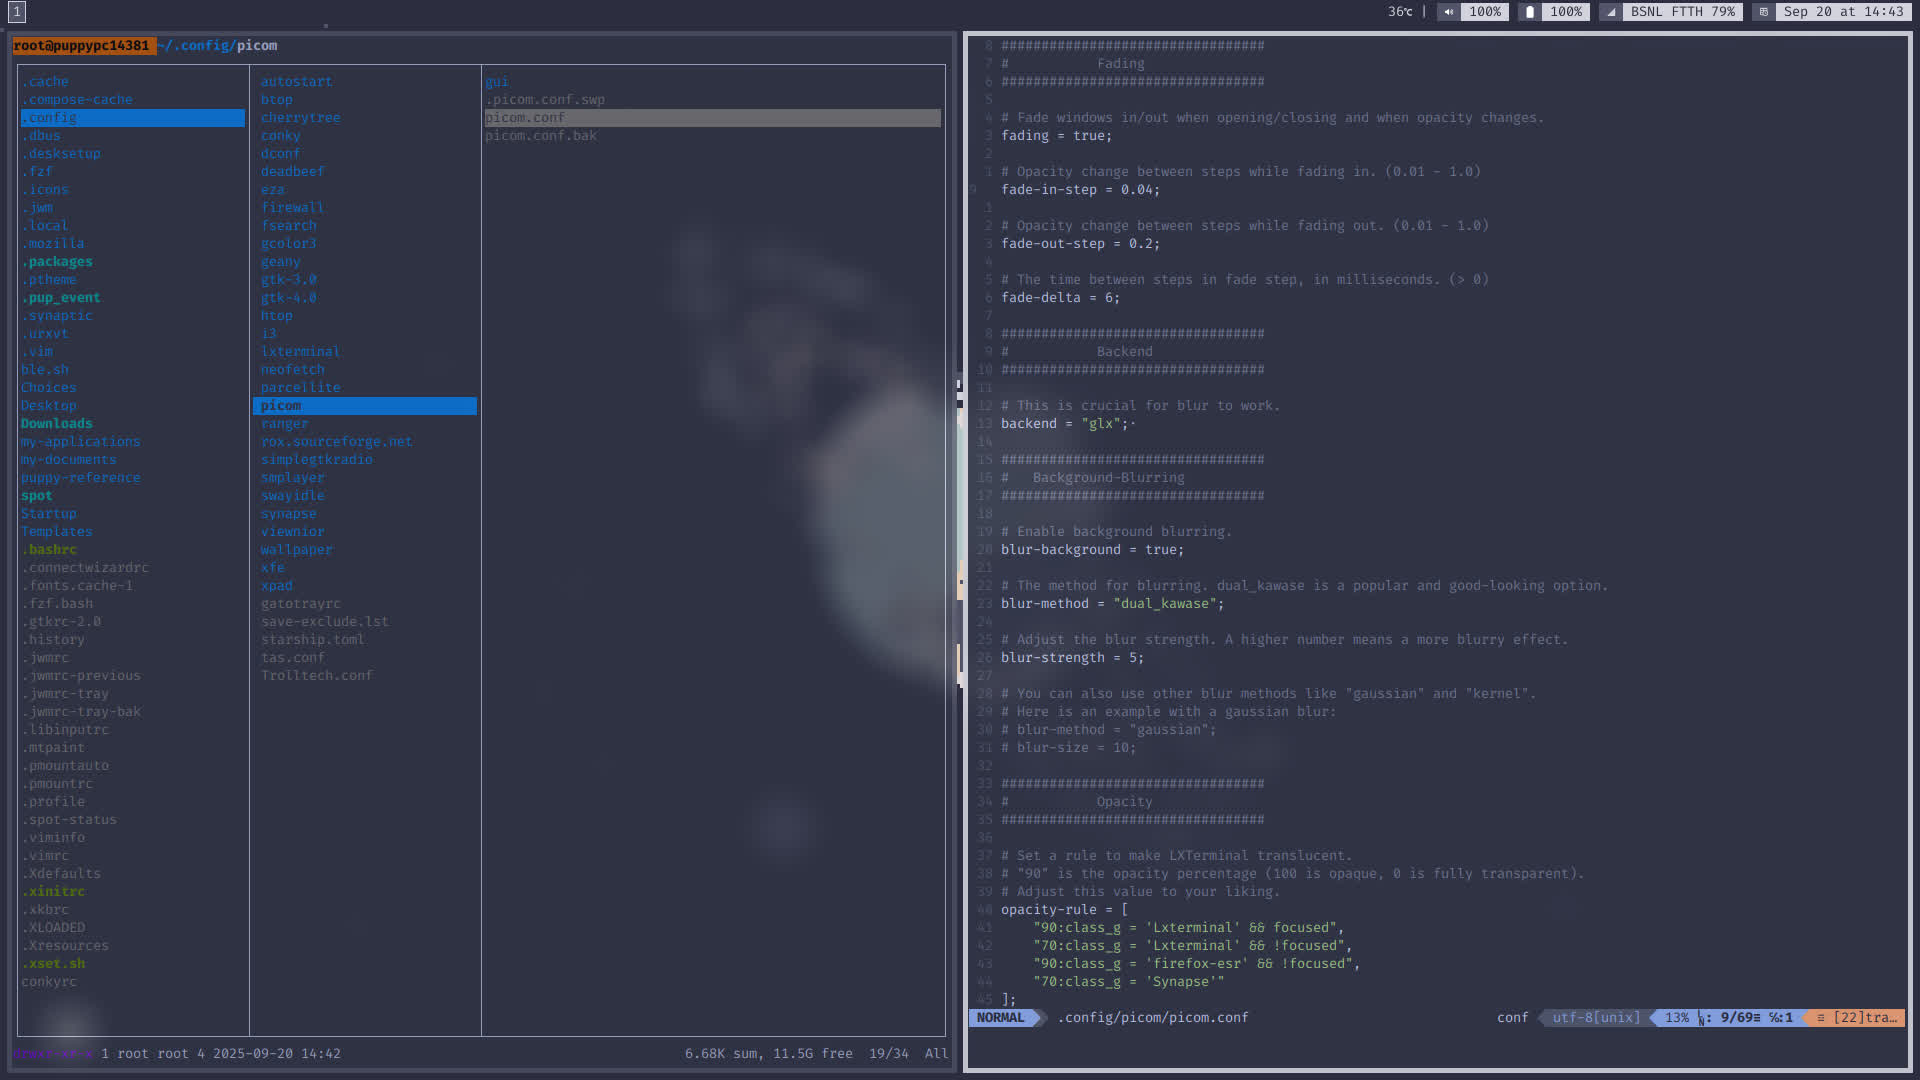 1
36℃ | 100% 100% BSNL FTTH 79% Sep 20 at 14:43
root@puppypc14381 ~/.config/picom
.cache
.compose-cache
.config
.dbus
.desksetup
.fzf
.icons
.jwm
.local
.mozilla
.packages
.ptheme
.pup_event
.synaptic
.urxvt
.vim
ble.sh
Choices
Desktop
Downloads
my-applications
my-documents
puppy-reference
spot
Startup
Templates
.bashrc
.connectwizardrc
.fonts.cache-1
.fzf.bash
.gtkrc-2.0
.history
.jwmrc
.jwmrc-previous
.jwmrc-tray
.jwmrc-tray-bak
.libinputrc
.mtpaint
.pmountauto
.pmountrc
.profile
.spot-status
.viminfo
.vimrc
.Xdefaults
.xinitrc
.xkbrc
.XLOADED
.Xresources
.xset.sh
conkyrc
autostart
btop
cherrytree
conky
dconf
deadbeef
eza
firewall
fsearch
gcolor3
geany
gtk-3.0
gtk-4.0
htop
i3
lxterminal
neofetch
parcellite
picom
ranger
rox.sourceforge.net
simplegtkradio
smplayer
swayidle
synapse
viewnior
wallpaper
xfe
xpad
gatotrayrc
save-exclude.lst
starship.toml
tas.conf
Trolltech.conf
gui
.picom.conf.swp
picom.conf
picom.conf.bak
1 root root 4 2025-09-20 14:42 6.68K sum, 11.5G free 19/34 All
8 #################################
7 # Fading
6 #################################
5
4 # Fade windows in/out when opening/closing and when opacity changes.
3 fading = true;
2
1 # Opacity change between steps while fading in. (0.01 - 1.0)
9 fade-in-step = 0.04;
1
2 # Opacity change between steps while fading out. (0.01 - 1.0)
3 fade-out-step = 0.2;
4
5 # The time between steps in fade step, in milliseconds. (> 0)
6 fade-delta = 6;
7
8 #################################
9 # Backend
10 #################################
11
12 # This is crucial for blur to work.
13 backend = "glx";·
14
15 #################################
16 # Background-Blurring
17 #################################
18
19 # Enable background blurring.
20 blur-background = true;
21
22 # The method for blurring. dual_kawase is a popular and good-looking option.
23 blur-method = "dual_kawase";
24
25 # Adjust the blur strength. A higher number means a more blurry effect.
26 blur-strength = 5;
27
28 # You can also use other blur methods like "gaussian" and "kernel".
29 # Here is an example with a gaussian blur:
30 # blur-method = "gaussian";
31 # blur-size = 10;
32
33 #################################
34 # Opacity
35 #################################
36
37 # Set a rule to make LXTerminal translucent.
38 # "90" is the opacity percentage (100 is opaque, 0 is fully transparent).
39 # Adjust this value to your liking.
40 opacity-rule = [
41 "90:class_g = 'Lxterminal' && focused",
42 "70:class_g = 'Lxterminal' && !focused",
43 "90:class_g = 'firefox-esr' && !focused",
44 "70:class_g = 'Synapse'"
45 ];
NORMAL .config/picom/picom.conf conf utf-8[unix] 13% ㏑: 9/69≡ ℅:1 ≡ [22]tra…